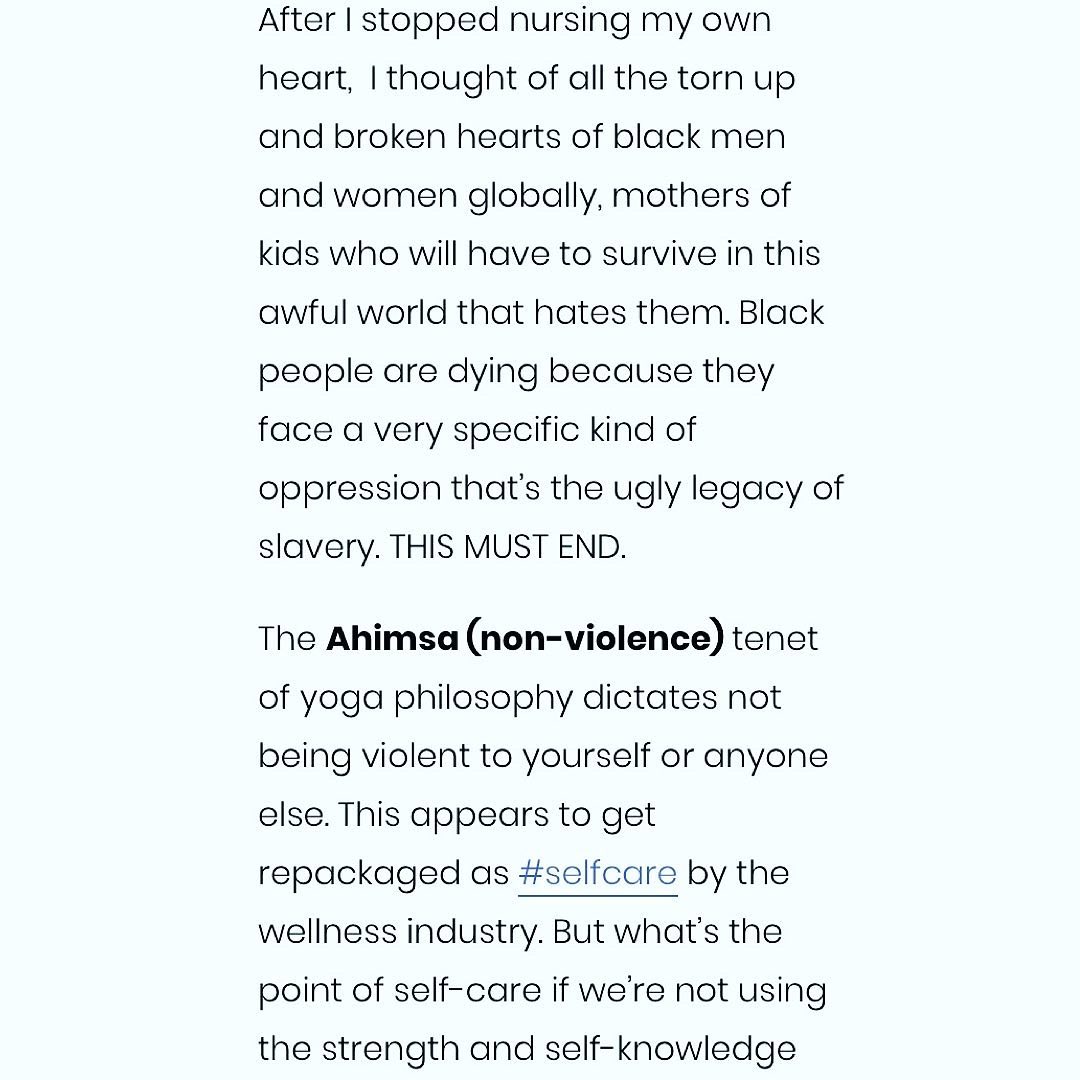 After I stopped nursing my own
heart,  I thought of all the torn up
and broken hearts of black men
and women globally, mothers of
kids who will have to survive in this
awful world that hates them. Black
people are dying because they
face a very specific kind of
oppression that’s the ugly legacy of
slavery. THIS MUST END.
The Ahimsa (non-violence) tenet
of yoga philosophy dictates not
being violent to yourself or anyone
else. This appears to get
repackaged as #selfcare by the
wellness industry. But what’s the
point of self-care if we’re not using
the strength and self-knowledge